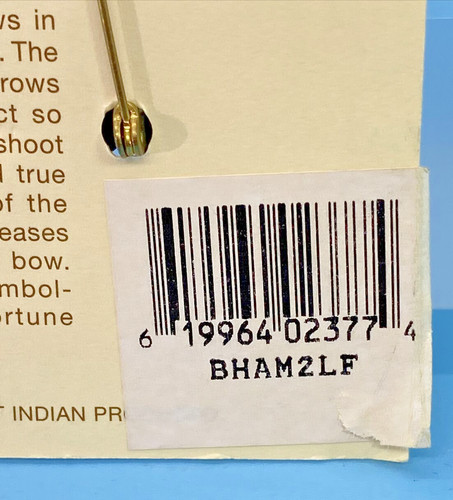 ws in
. The
rows
ct so
shoot
d true
of the
eases
bow.
mbol-
ortune
6 19964 02377 4
BHAM2LF
T INDIAN PR